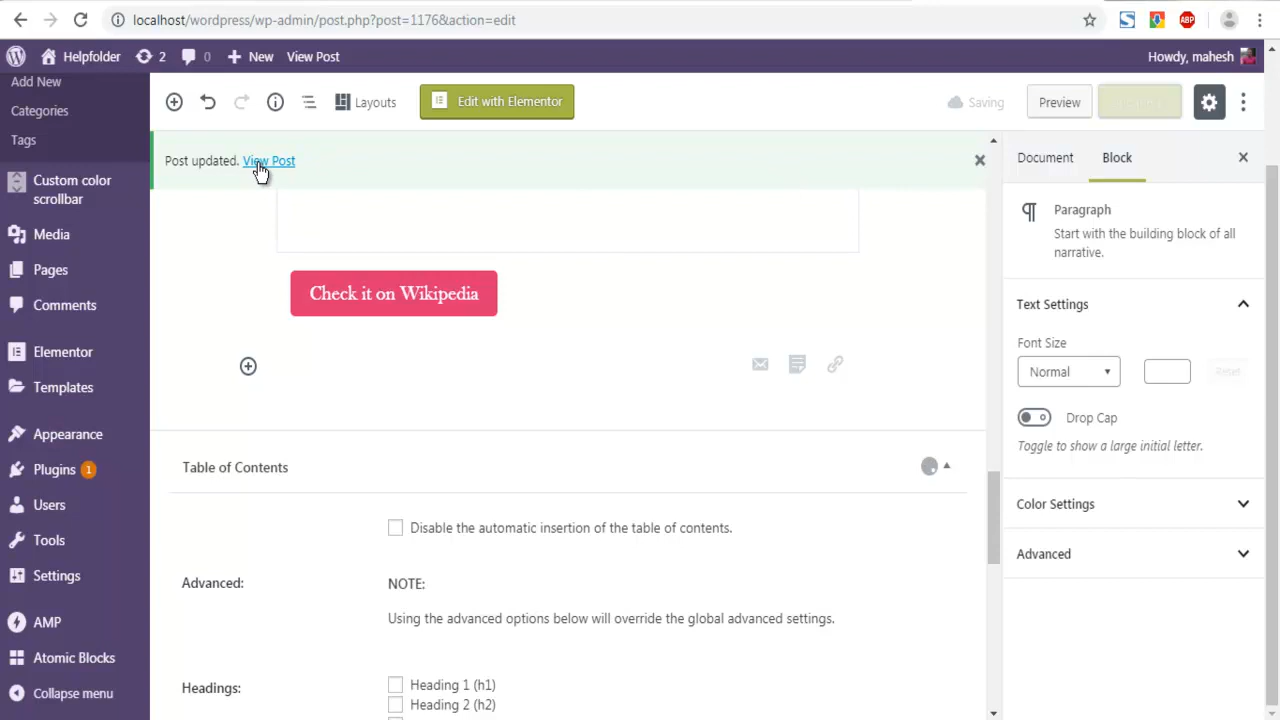 localhost/wordpress/wp-admin/post.php?post=1176&action=edit
ABP
Helpfolder
2
0
New
View Post
Howdy, mahesh
Add New
Categories
Tags
Custom color
scrollbar
Media
Pages
Comments
Elementor
Templates
Appearance
Plugins 1
Users
Tools
Settings
AMP
Atomic Blocks
Collapse menu
Layouts
Edit with Elementor
Saving
Preview
Post updated. View Post
Check it on Wikipedia
Table of Contents
Disable the automatic insertion of the table of contents.
Advanced:
NOTE:
Using the advanced options below will override the global advanced settings.
Headings:
Heading 1 (h1)
Heading 2 (h2)
Document
Block
Paragraph
Start with the building block of all
narrative.
Text Settings
Font Size
Normal
Reset
Drop Cap
Toggle to show a large initial letter.
Color Settings
Advanced